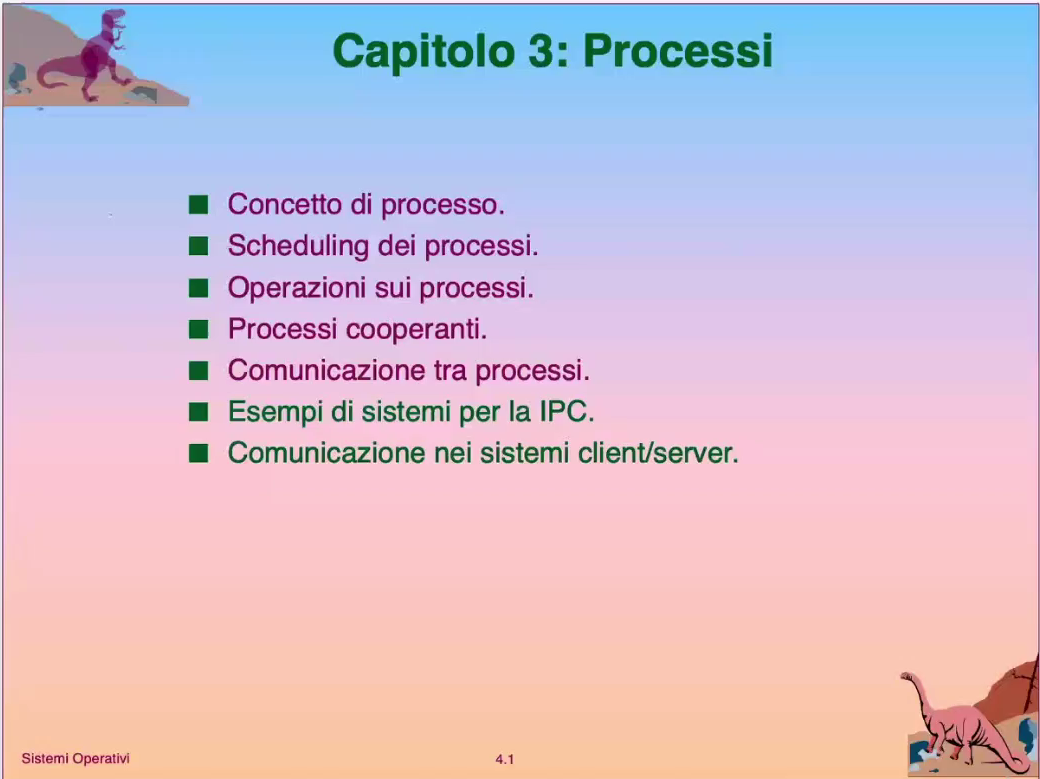 Capitolo 3: Processi
Concetto di processo.
Scheduling dei processi.
Operazioni sui processi.
Processi cooperanti.
Comunicazione tra processi.
Esempi di sistemi per la IPC.
Comunicazione nei sistemi client/server.
Sistemi Operativi
4.1